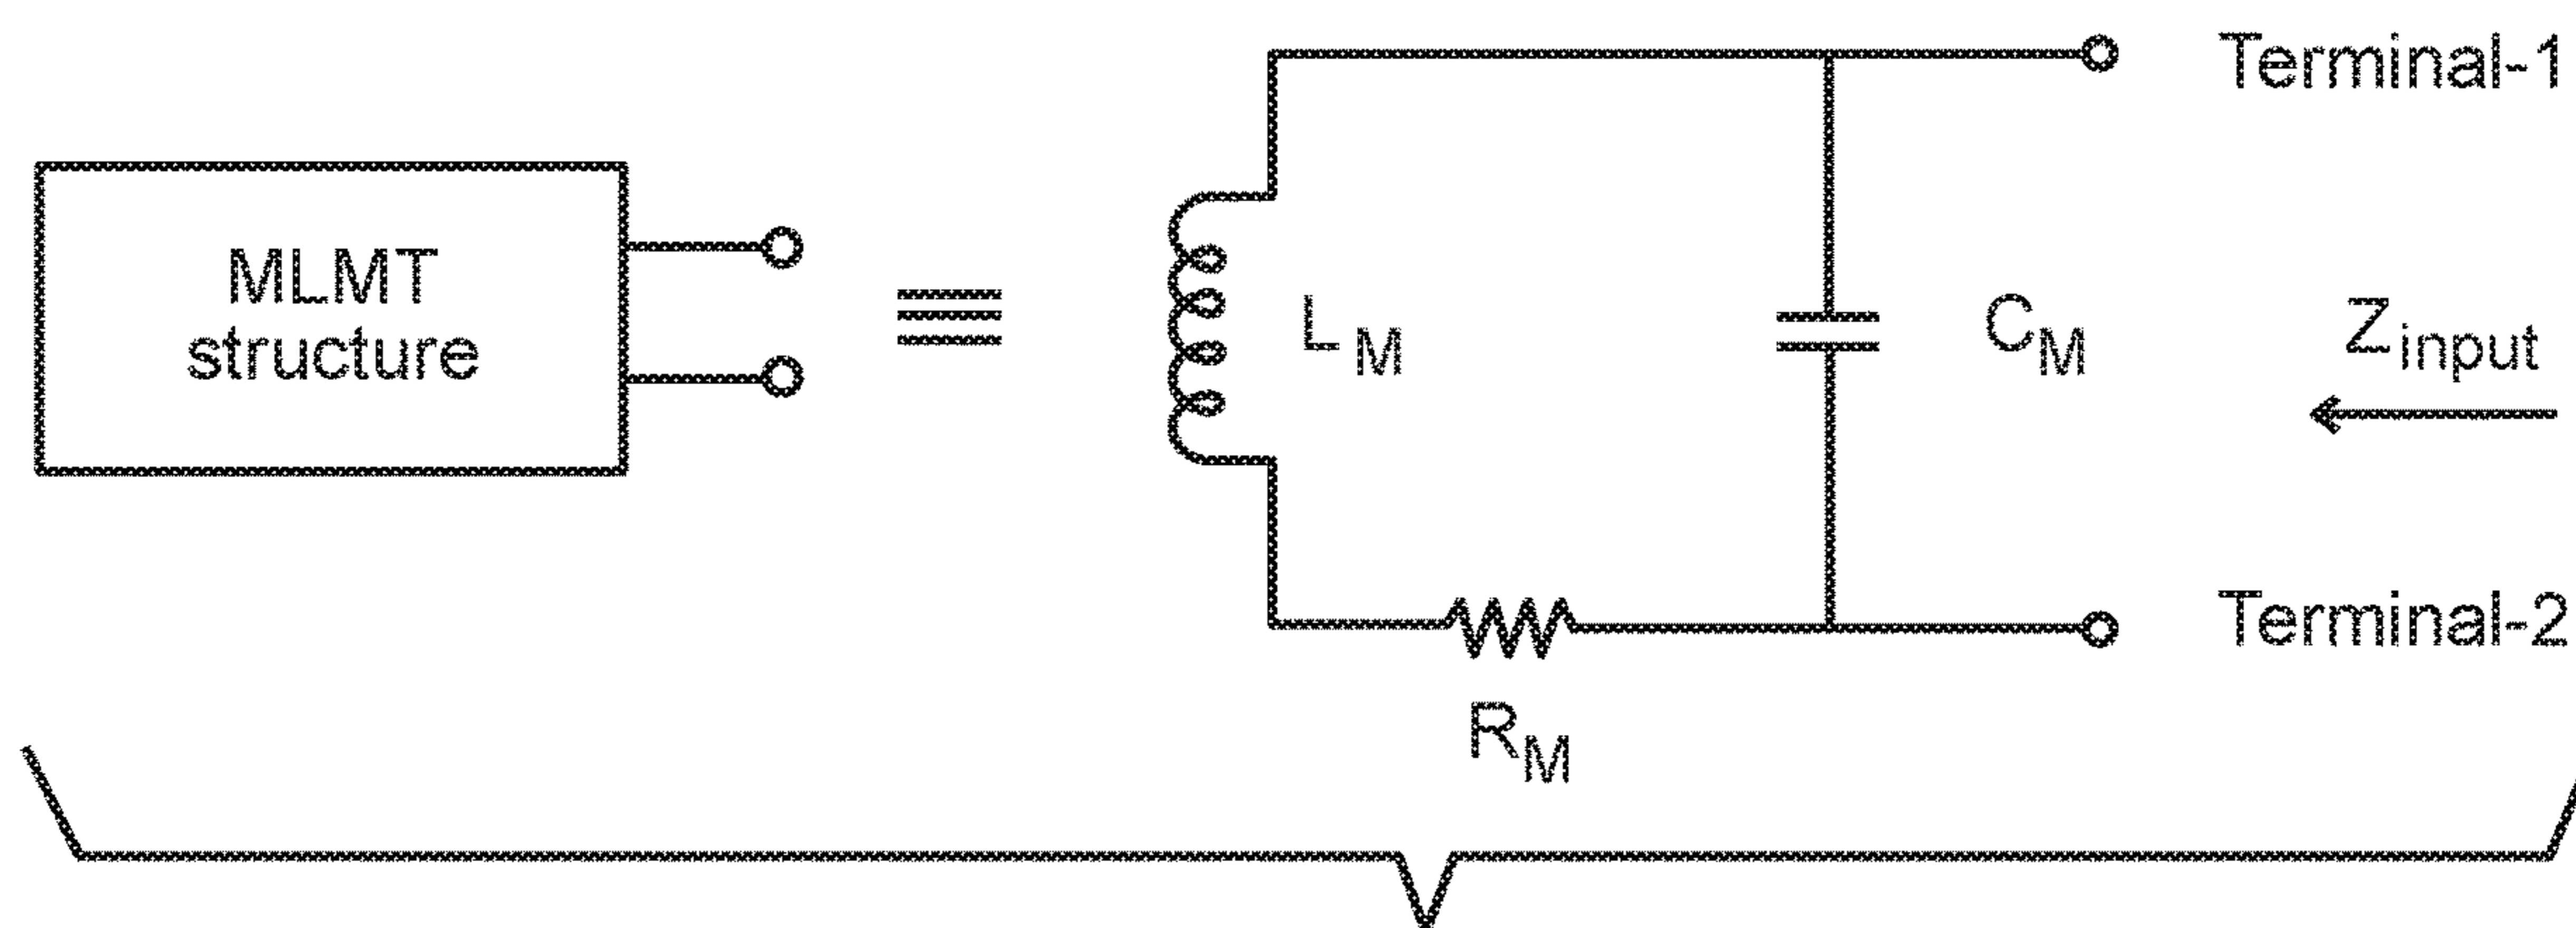 Terminal-1
MLMT
structure
≡
L_M
C_M
Z_input
Terminal-2
R_M